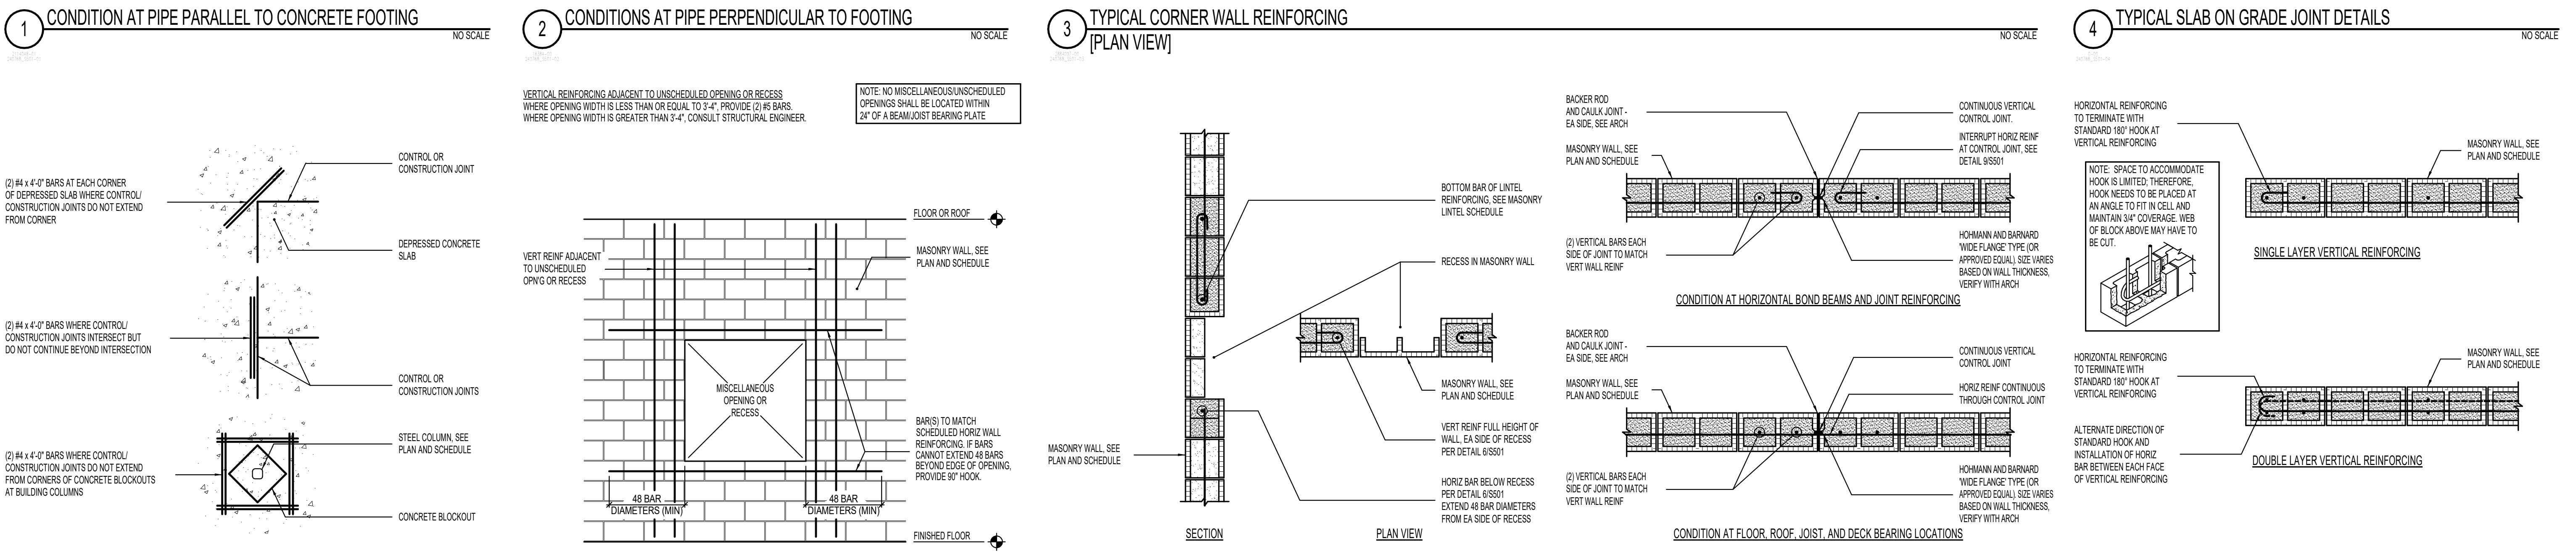 1
CONDITION AT PIPE PARALLEL TO CONCRETE FOOTING
NO SCALE
(2) #4 x 4'-0" BARS AT EACH CORNER
OF DEPRESSED SLAB WHERE CONTROL/
CONSTRUCTION JOINTS DO NOT EXTEND
FROM CORNER
CONTROL OR
CONSTRUCTION JOINT
DEPRESSED CONCRETE
SLAB
(2) #4 x 4'-0" BARS WHERE CONTROL/
CONSTRUCTION JOINTS INTERSECT BUT
DO NOT CONTINUE BEYOND INTERSECTION
CONTROL OR
CONSTRUCTION JOINTS
(2) #4 x 4'-0" BARS WHERE CONTROL/
CONSTRUCTION JOINTS DO NOT EXTEND
FROM CORNERS OF CONCRETE BLOCKOUTS
AT BUILDING COLUMNS
STEEL COLUMN, SEE
PLAN AND SCHEDULE
CONCRETE BLOCKOUT
2
CONDITIONS AT PIPE PERPENDICULAR TO FOOTING
NO SCALE
VERTICAL REINFORCING ADJACENT TO UNSCHEDULED OPENING OR RECESS
WHERE OPENING WIDTH IS LESS THAN OR EQUAL TO 3'-4", PROVIDE (2) #5 BARS.
WHERE OPENING WIDTH IS GREATER THAN 3'-4", CONSULT STRUCTURAL ENGINEER.
NOTE: NO MISCELLANEOUS/UNSCHEDULED
OPENINGS SHALL BE LOCATED WITHIN
24" OF A BEAM/JOIST BEARING PLATE
FLOOR OR ROOF
VERT REINF ADJACENT
TO UNSCHEDULED
OPN'G OR RECESS
MASONRY WALL, SEE
PLAN AND SCHEDULE
MISCELLANEOUS
OPENING OR
RECESS
BAR(S) TO MATCH
SCHEDULED HORIZ WALL
REINFORCING. IF BARS
CANNOT EXTEND 48 BARS
BEYOND EDGE OF OPENING,
PROVIDE 90° HOOK.
48 BAR
DIAMETERS (MIN)
48 BAR
DIAMETERS (MIN)
FINISHED FLOOR
3
TYPICAL CORNER WALL REINFORCING
[PLAN VIEW]
NO SCALE
BOTTOM BAR OF LINTEL
REINFORCING, SEE MASONRY
LINTEL SCHEDULE
RECESS IN MASONRY WALL
MASONRY WALL, SEE
PLAN AND SCHEDULE
VERT REINF FULL HEIGHT OF
WALL, EA SIDE OF RECESS
PER DETAIL 6/S501
MASONRY WALL, SEE
PLAN AND SCHEDULE
HORIZ BAR BELOW RECESS
PER DETAIL 6/S501
EXTEND 48 BAR DIAMETERS
FROM EA SIDE OF RECESS
SECTION
PLAN VIEW
BACKER ROD
AND CAULK JOINT -
EA SIDE, SEE ARCH
MASONRY WALL, SEE
PLAN AND SCHEDULE
CONTINUOUS VERTICAL
CONTROL JOINT.
INTERRUPT HORIZ REINF
AT CONTROL JOINT, SEE
DETAIL 9/S501
(2) VERTICAL BARS EACH
SIDE OF JOINT TO MATCH
VERT WALL REINF
HOHMANN AND BARNARD
'WIDE FLANGE' TYPE (OR
APPROVED EQUAL). SIZE VARIES
BASED ON WALL THICKNESS,
VERIFY WITH ARCH
CONDITION AT HORIZONTAL BOND BEAMS AND JOINT REINFORCING
BACKER ROD
AND CAULK JOINT -
EA SIDE, SEE ARCH
MASONRY WALL, SEE
PLAN AND SCHEDULE
CONTINUOUS VERTICAL
CONTROL JOINT
HORIZ REINF CONTINUOUS
THROUGH CONTROL JOINT
(2) VERTICAL BARS EACH
SIDE OF JOINT TO MATCH
VERT WALL REINF
HOHMANN AND BARNARD
'WIDE FLANGE' TYPE (OR
APPROVED EQUAL). SIZE VARIES
BASED ON WALL THICKNESS,
VERIFY WITH ARCH
CONDITION AT FLOOR, ROOF, JOIST, AND DECK BEARING LOCATIONS
4
TYPICAL SLAB ON GRADE JOINT DETAILS
NO SCALE
HORIZONTAL REINFORCING
TO TERMINATE WITH
STANDARD 180° HOOK AT
VERTICAL REINFORCING
MASONRY WALL, SEE
PLAN AND SCHEDULE
NOTE: SPACE TO ACCOMMODATE
HOOK IS LIMITED; THEREFORE,
HOOK NEEDS TO BE PLACED AT
AN ANGLE TO FIT IN CELL AND
MAINTAIN 3/4" COVERAGE. WEB
OF BLOCK ABOVE MAY HAVE TO
BE CUT.
SINGLE LAYER VERTICAL REINFORCING
HORIZONTAL REINFORCING
TO TERMINATE WITH
STANDARD 180° HOOK AT
VERTICAL REINFORCING
MASONRY WALL, SEE
PLAN AND SCHEDULE
ALTERNATE DIRECTION OF
STANDARD HOOK AND
INSTALLATION OF HORIZ
BAR BETWEEN EACH FACE
OF VERTICAL REINFORCING
DOUBLE LAYER VERTICAL REINFORCING